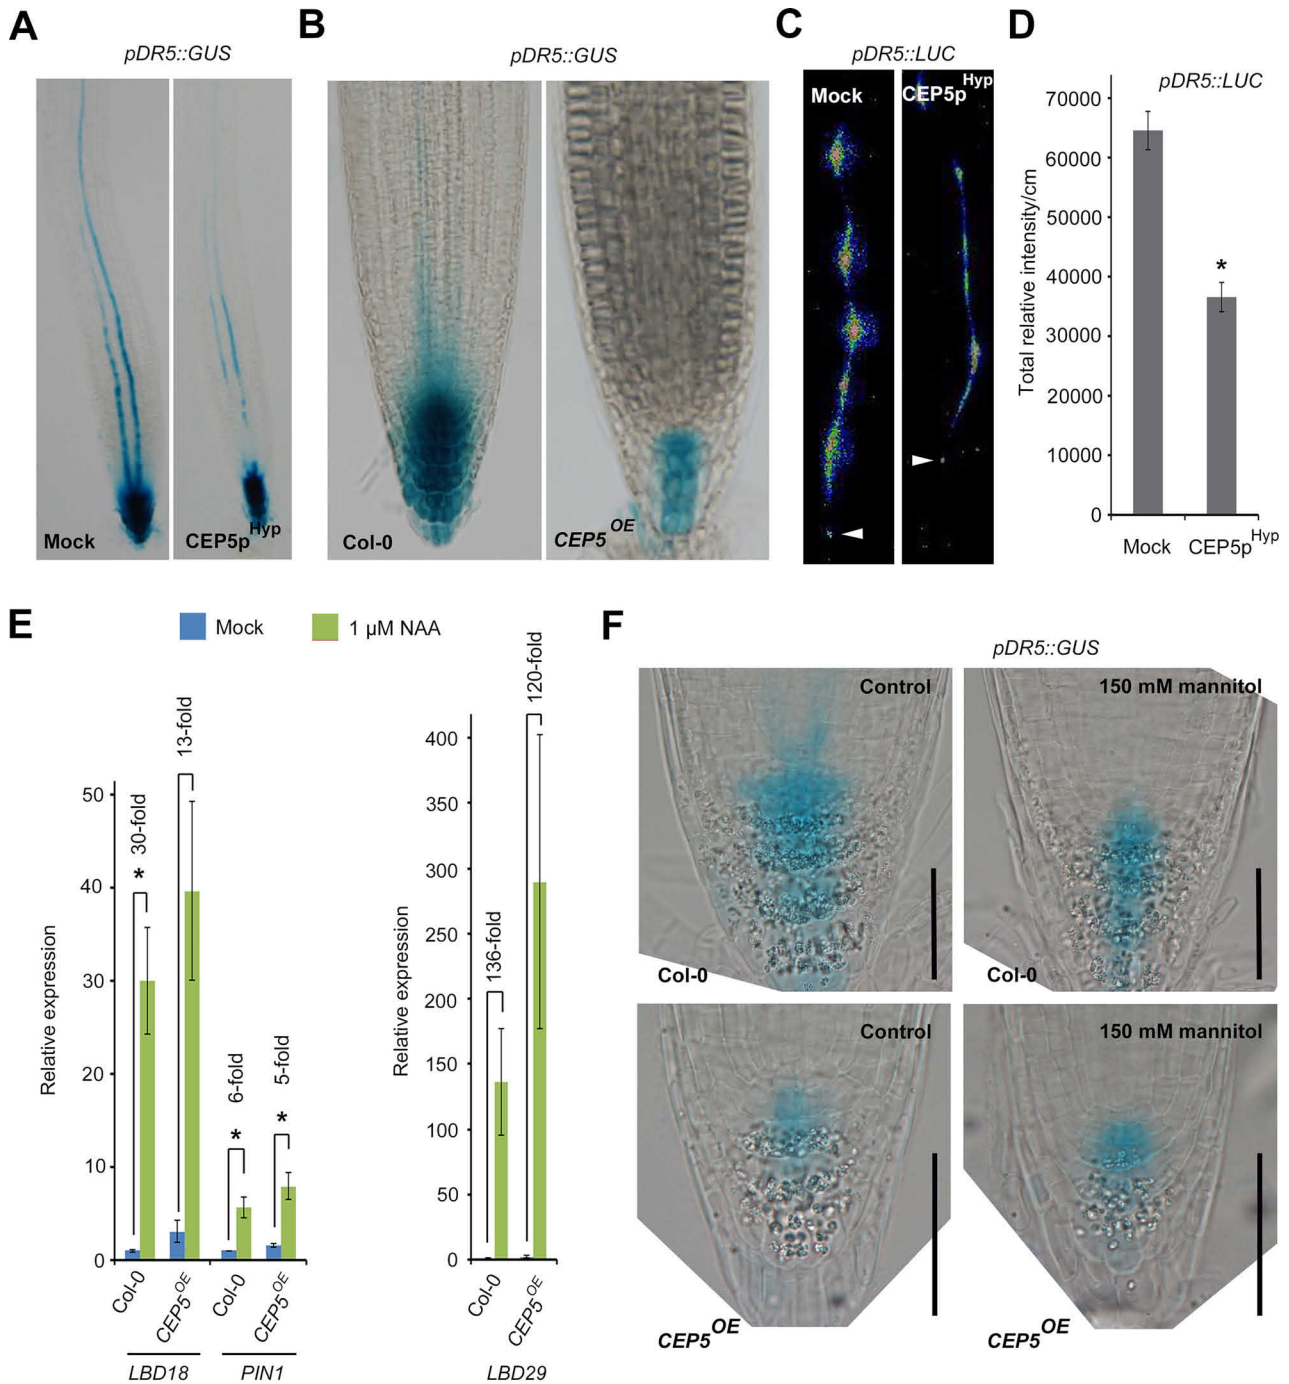 A
B
C
D
pDR5::GUS
pDR5::GUS
pDR5::LUC
pDR5::LUC
Mock
CEP5p^Hyp
Col-0
CEP5^OE
Mock
CEP5p^Hyp
Total relative intensity/cm
70000
60000
50000
40000
30000
20000
10000
0
*
Mock
CEP5p^Hyp
E
Mock
1 µM NAA
Relative expression
50
40
30
20
10
0
* 30-fold
13-fold
* 6-fold
* 5-fold
Col-0
CEP5^OE
Col-0
CEP5^OE
LBD18
PIN1
Relative expression
400
350
300
250
200
150
100
50
0
136-fold
120-fold
Col-0
CEP5^OE
LBD29
F
pDR5::GUS
Control
Col-0
150 mM mannitol
Col-0
Control
CEP5^OE
150 mM mannitol
CEP5^OE